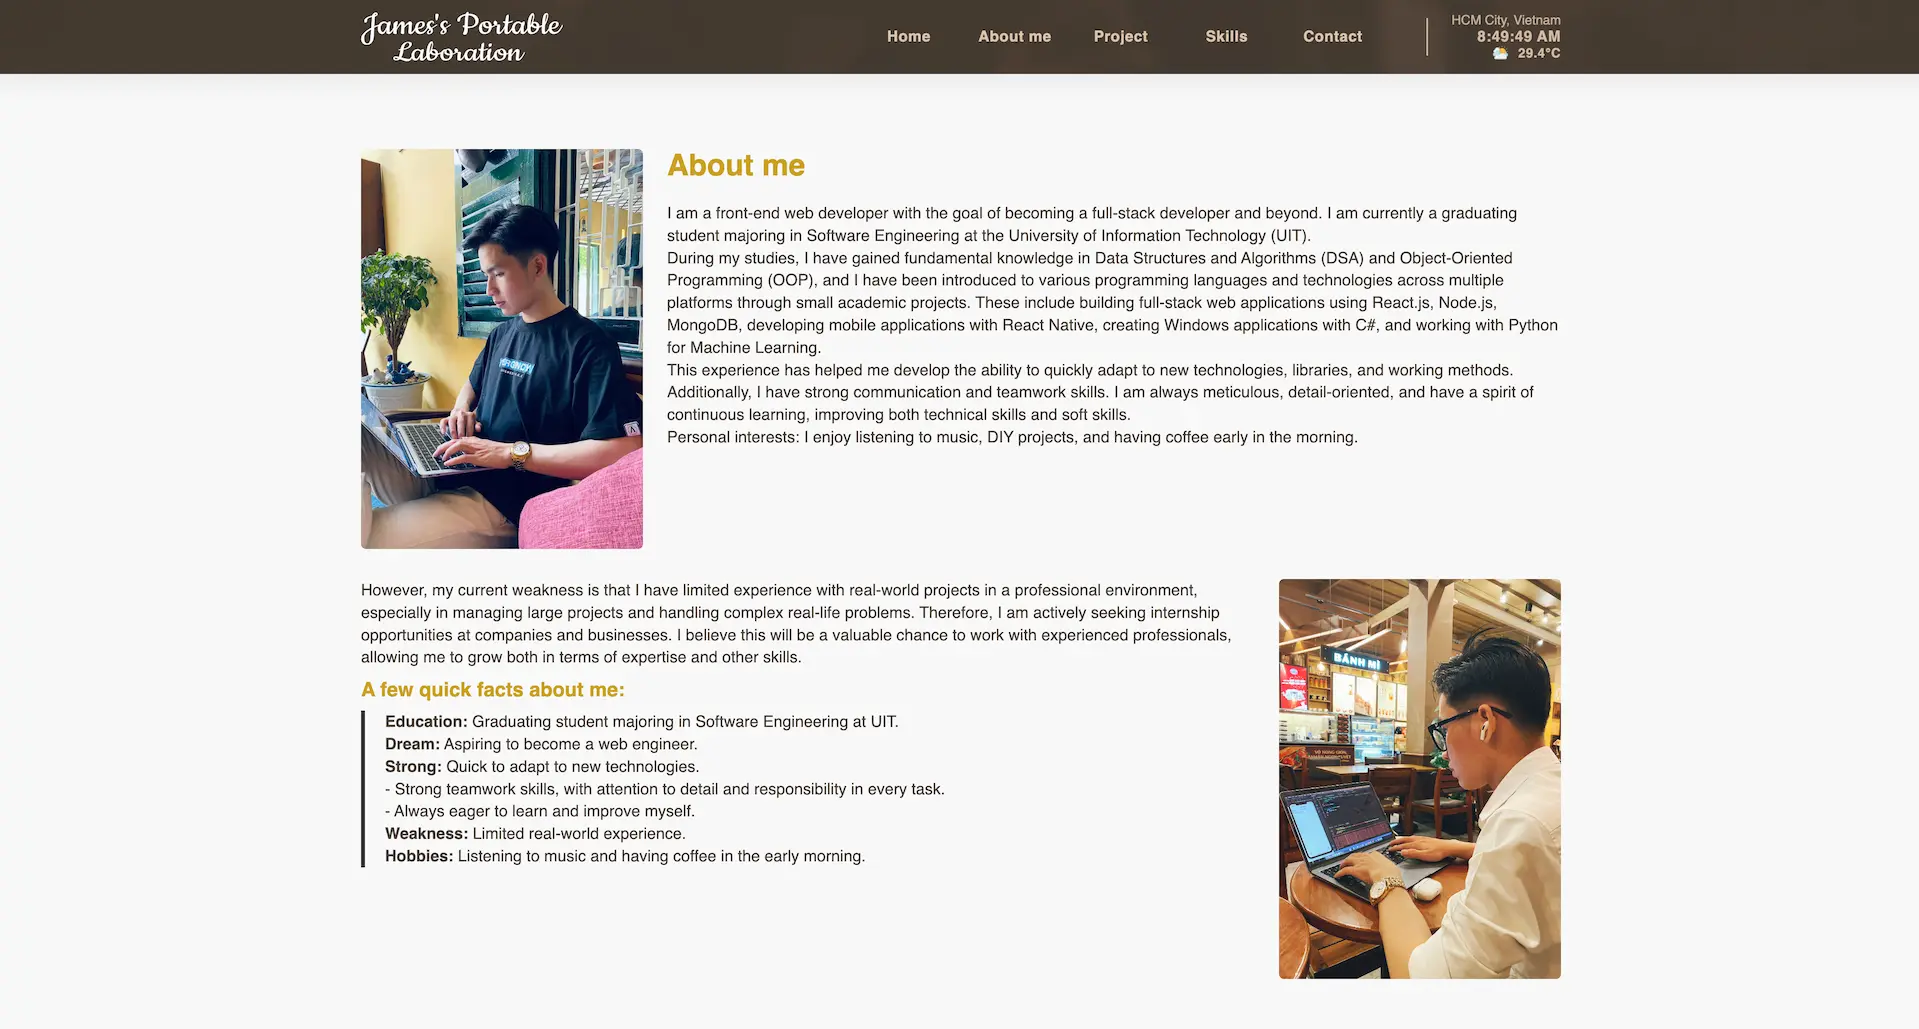 James's Portable
Laboration
Home
About me
Project
Skills
Contact
HCM City, Vietnam
8:49:49 AM
29.4°C
About me
I am a front-end web developer with the goal of becoming a full-stack developer and beyond. I am currently a graduating
student majoring in Software Engineering at the University of Information Technology (UIT).
During my studies, I have gained fundamental knowledge in Data Structures and Algorithms (DSA) and Object-Oriented
Programming (OOP), and I have been introduced to various programming languages and technologies across multiple
platforms through small academic projects. These include building full-stack web applications using React.js, Node.js,
MongoDB, developing mobile applications with React Native, creating Windows applications with C#, and working with Python
for Machine Learning.
This experience has helped me develop the ability to quickly adapt to new technologies, libraries, and working methods.
Additionally, I have strong communication and teamwork skills. I am always meticulous, detail-oriented, and have a spirit of
continuous learning, improving both technical skills and soft skills.
Personal interests: I enjoy listening to music, DIY projects, and having coffee early in the morning.
However, my current weakness is that I have limited experience with real-world projects in a professional environment,
especially in managing large projects and handling complex real-life problems. Therefore, I am actively seeking internship
opportunities at companies and businesses. I believe this will be a valuable chance to work with experienced professionals,
allowing me to grow both in terms of expertise and other skills.
A few quick facts about me:
Education: Graduating student majoring in Software Engineering at UIT.
Dream: Aspiring to become a web engineer.
Strong: Quick to adapt to new technologies.
- Strong teamwork skills, with attention to detail and responsibility in every task.
- Always eager to learn and improve myself.
Weakness: Limited real-world experience.
Hobbies: Listening to music and having coffee in the early morning.
BÁNH MÌ